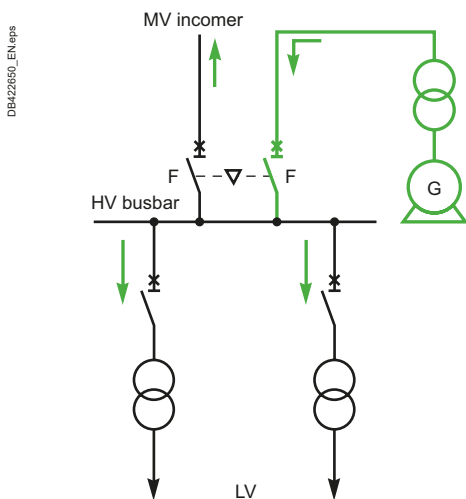 DB422650_EN.eps
MV incomer
F
F
G
HV busbar
LV